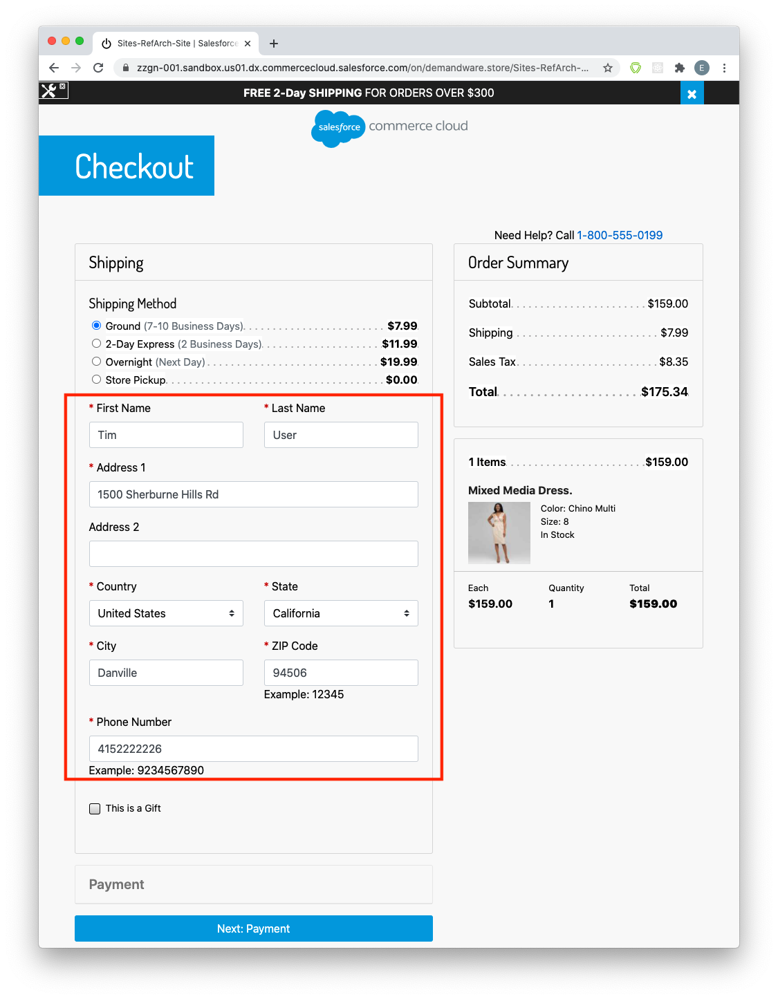 Sites-RefArch-Site | Salesforce
zzgn-001.sandbox.us01.dx.commercecloud.salesforce.com/on/demandware.store/Sites-RefArch-...
E
FREE 2-Day SHIPPING FOR ORDERS OVER $300
salesforce commerce cloud
Checkout
Need Help? Call 1-800-555-0199
Shipping
Shipping Method
Ground (7-10 Business Days) $7.99
2-Day Express (2 Business Days) $11.99
Overnight (Next Day) $19.99
Store Pickup $0.00
* First Name * Last Name
Tim User
* Address 1
1500 Sherburne Hills Rd
Address 2
* Country * State
United States California
* City * ZIP Code
Danville 94506
Example: 12345
* Phone Number
4152222226
Example: 9234567890
This is a Gift
Payment
Next: Payment
Order Summary
Subtotal $159.00
Shipping $7.99
Sales Tax $8.35
Total $175.34
1 Items $159.00
Mixed Media Dress.
Color: Chino Multi
Size: 8
In Stock
Each Quantity Total
$159.00 1 $159.00